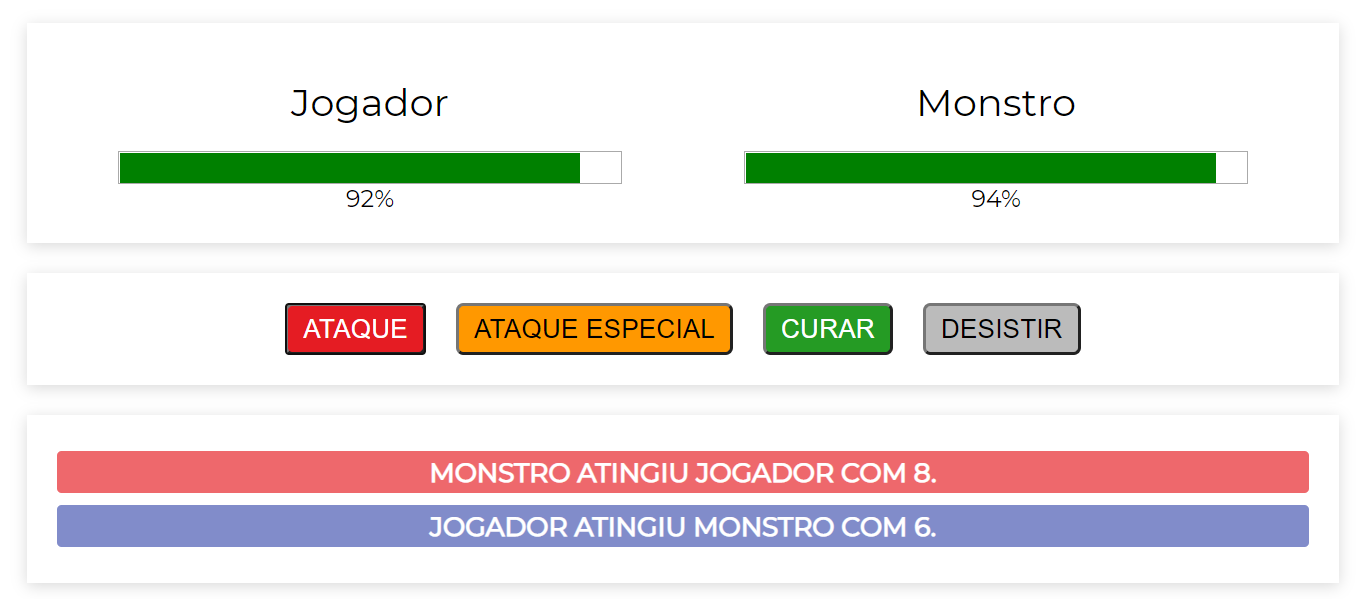 Jogador
Monstro
92%
94%
ATAQUE
ATAQUE ESPECIAL
CURAR
DESISTIR
MONSTRO ATINGIU JOGADOR COM 8.
JOGADOR ATINGIU MONSTRO COM 6.